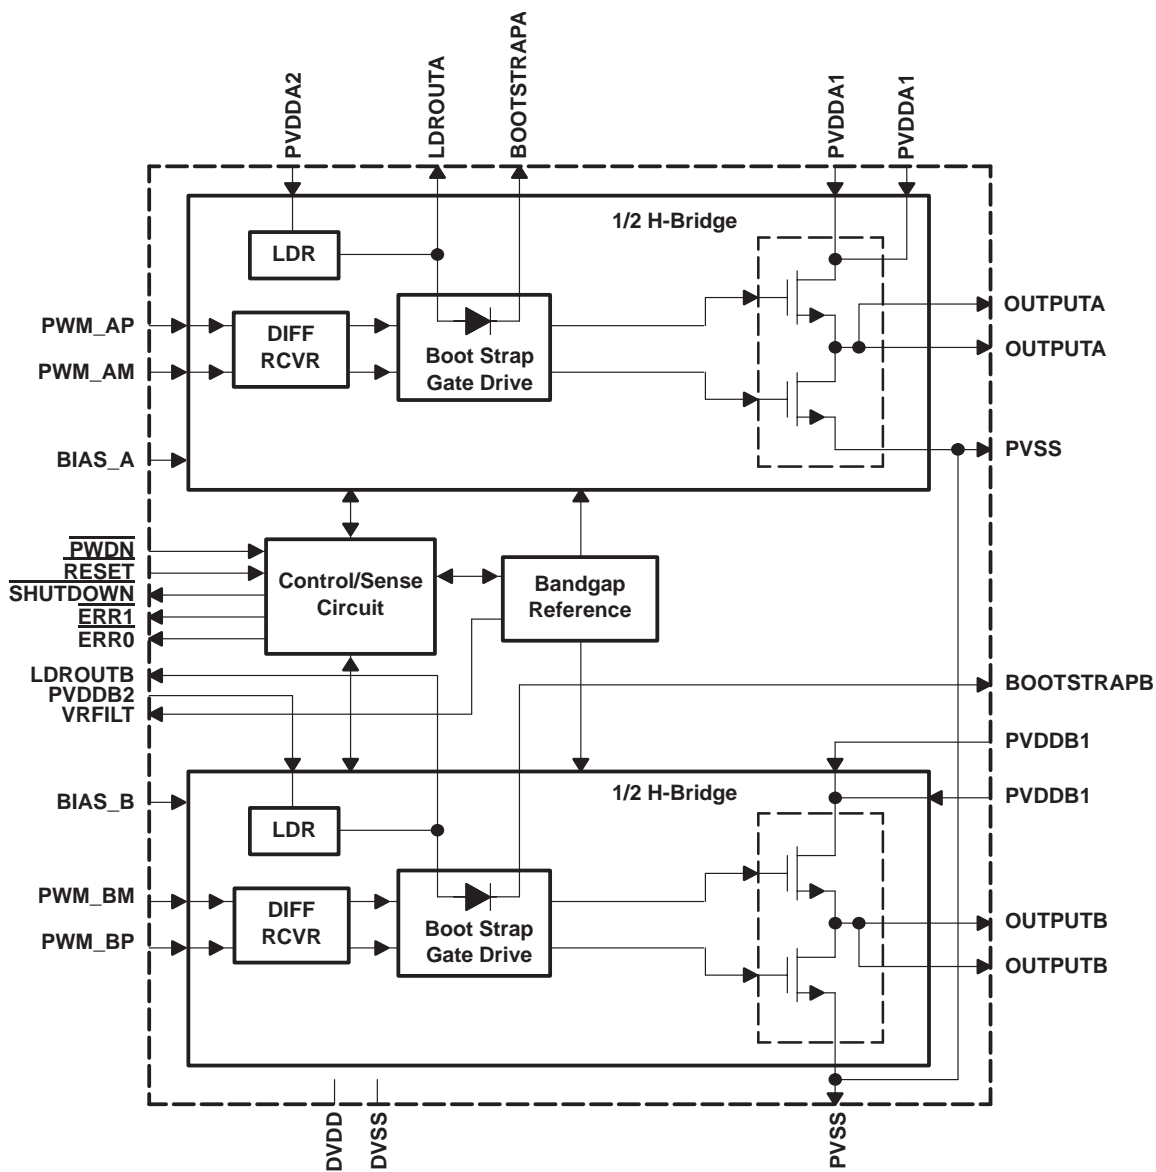 PVDDA2
LDROUTA
BOOTSTRAPA
PVDDA1
PVDDA1
1/2 H-Bridge
LDR
PWM_AP
PWM_AM
DIFF
RCVR
Boot Strap
Gate Drive
OUTPUTA
OUTPUTA
BIAS_A
PVSS
PWDN
RESET
SHUTDOWN
ERR1
ERR0
Control/Sense
Circuit
Bandgap
Reference
LDROUTB
PVDDB2
VRFILT
BOOTSTRAPB
PVDDB1
PVDDB1
BIAS_B
1/2 H-Bridge
LDR
PWM_BM
PWM_BP
DIFF
RCVR
Boot Strap
Gate Drive
OUTPUTB
OUTPUTB
DVDD
DVSS
PVSS